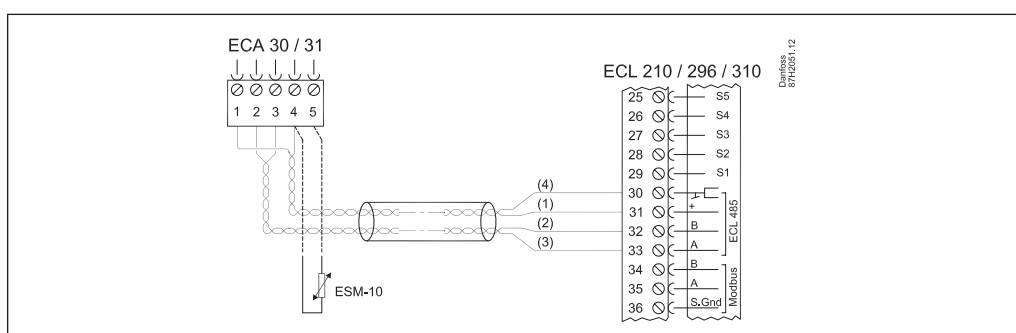 ECA 30 / 31
1 2 3 4 5
ESM-10
(4)
(1)
(2)
(3)
ECL 210 / 296 / 310
25 S5
26 S4
27 S3
28 S2
29 S1
30
31 +
32 B
33 A
ECL 485
34 B
35 A
36 S.Gnd
Modbus
Danfoss
87H2051.12